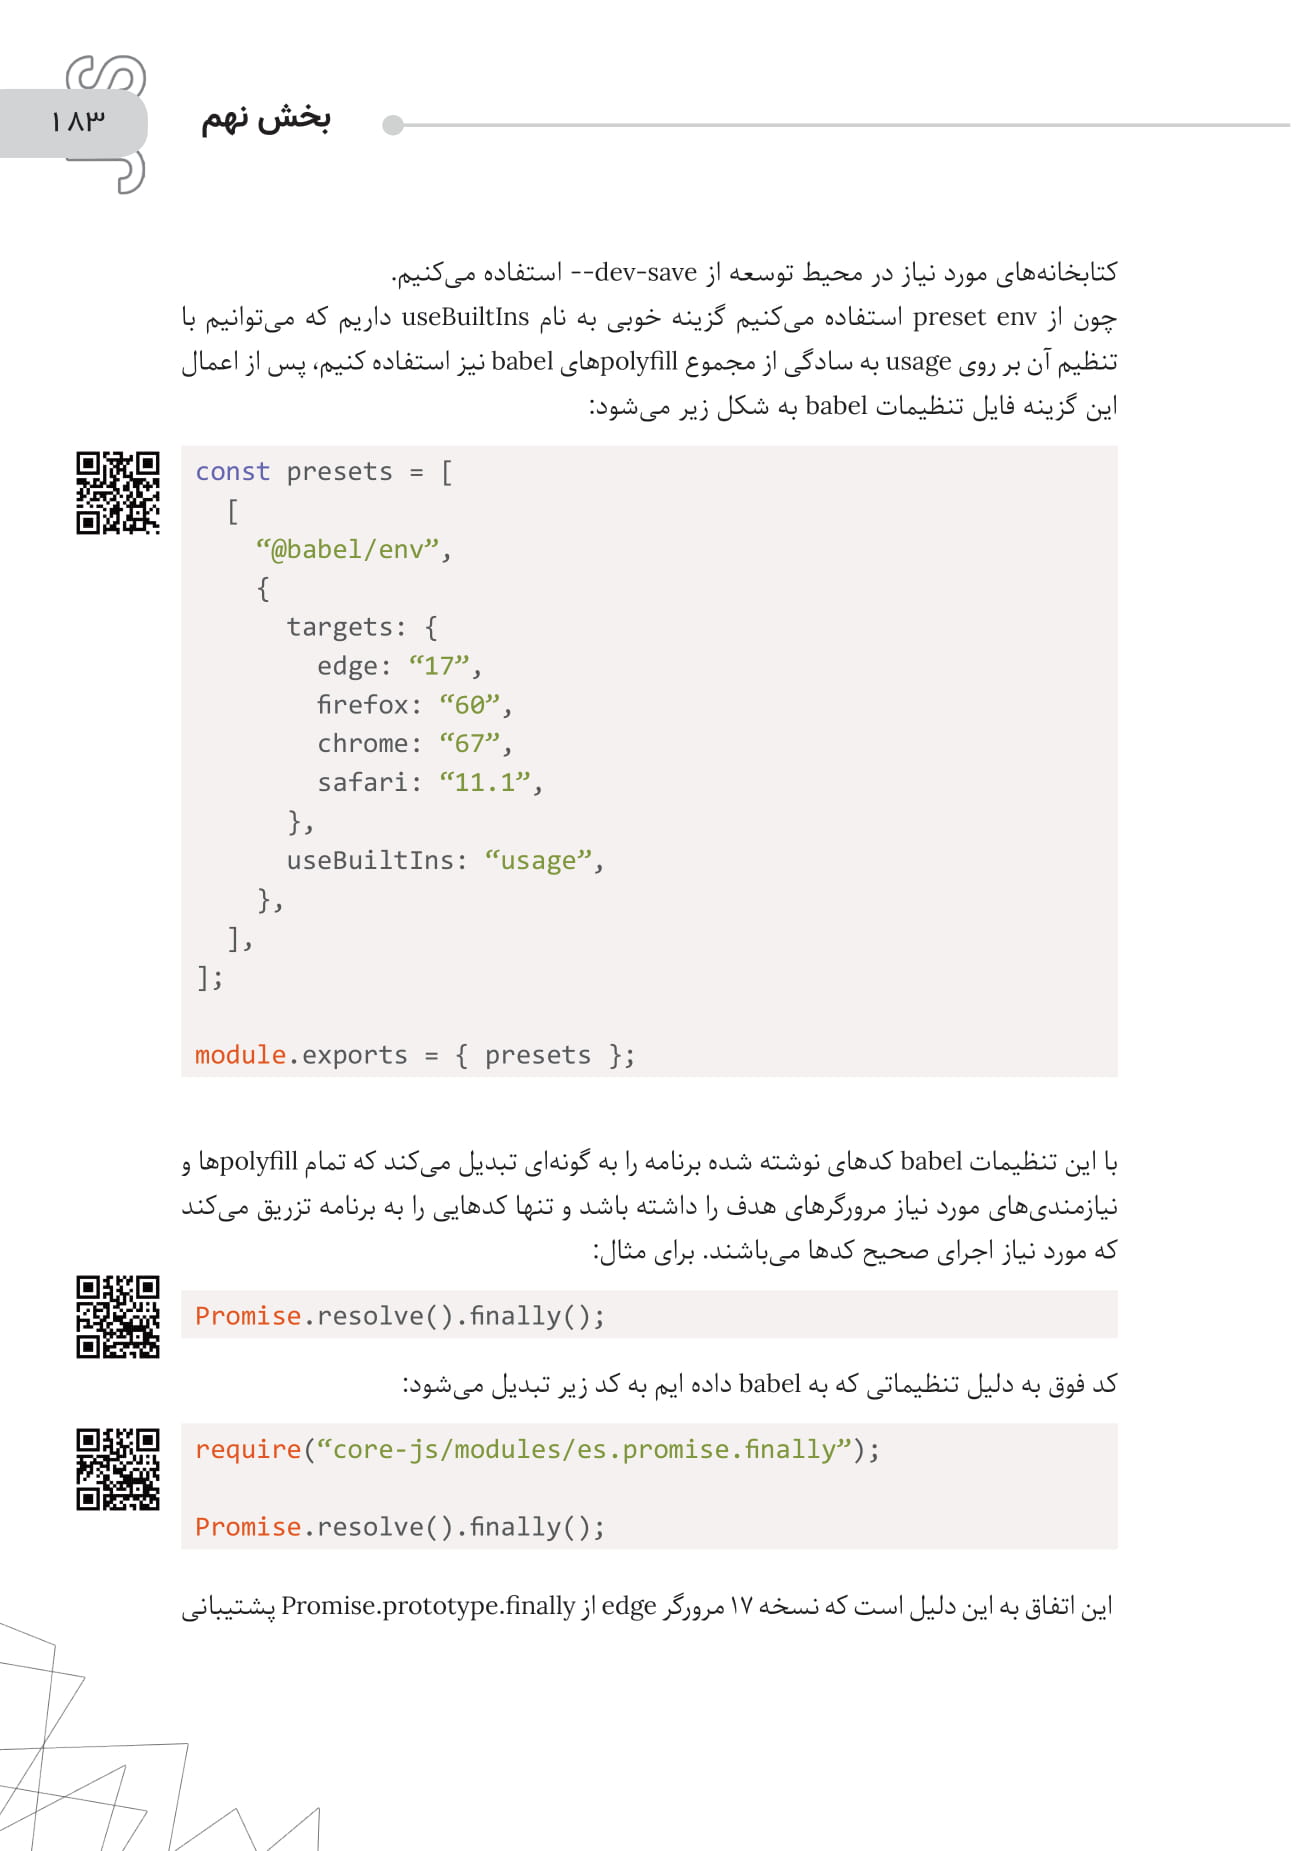 JS
۱۸۳
بخش نهم
کتابخانه‌های مورد نیاز در محیط توسعه از dev-save-- استفاده می‌کنیم.
چون از preset env استفاده می‌کنیم گزینه خوبی به نام useBuiltIns داریم که می‌توانیم با
تنظیم آن بر روی usage به سادگی از مجموع polyfillهای babel نیز استفاده کنیم، پس از اعمال
این گزینه فایل تنظیمات babel به شکل زیر می‌شود:
const presets = [
  [
    “@babel/env”,
    {
      targets: {
        edge: “17”,
        firefox: “60”,
        chrome: “67”,
        safari: “11.1”,
      },
      useBuiltIns: “usage”,
    },
  ],
];
module.exports = { presets };
با این تنظیمات babel کدهای نوشته شده برنامه را به گونه‌ای تبدیل می‌کند که تمام polyfillها و
نیازمندی‌های مورد نیاز مرورگرهای هدف را داشته باشد و تنها کدهایی را به برنامه تزریق می‌کند
که مورد نیاز اجرای صحیح کدها می‌باشند. برای مثال:
Promise.resolve().finally();
کد فوق به دلیل تنظیماتی که به babel داده ایم به کد زیر تبدیل می‌شود:
require(“core-js/modules/es.promise.finally”);
Promise.resolve().finally();
این اتفاق به این دلیل است که نسخه ۱۷ مرورگر edge از Promise.prototype.finally پشتیبانی